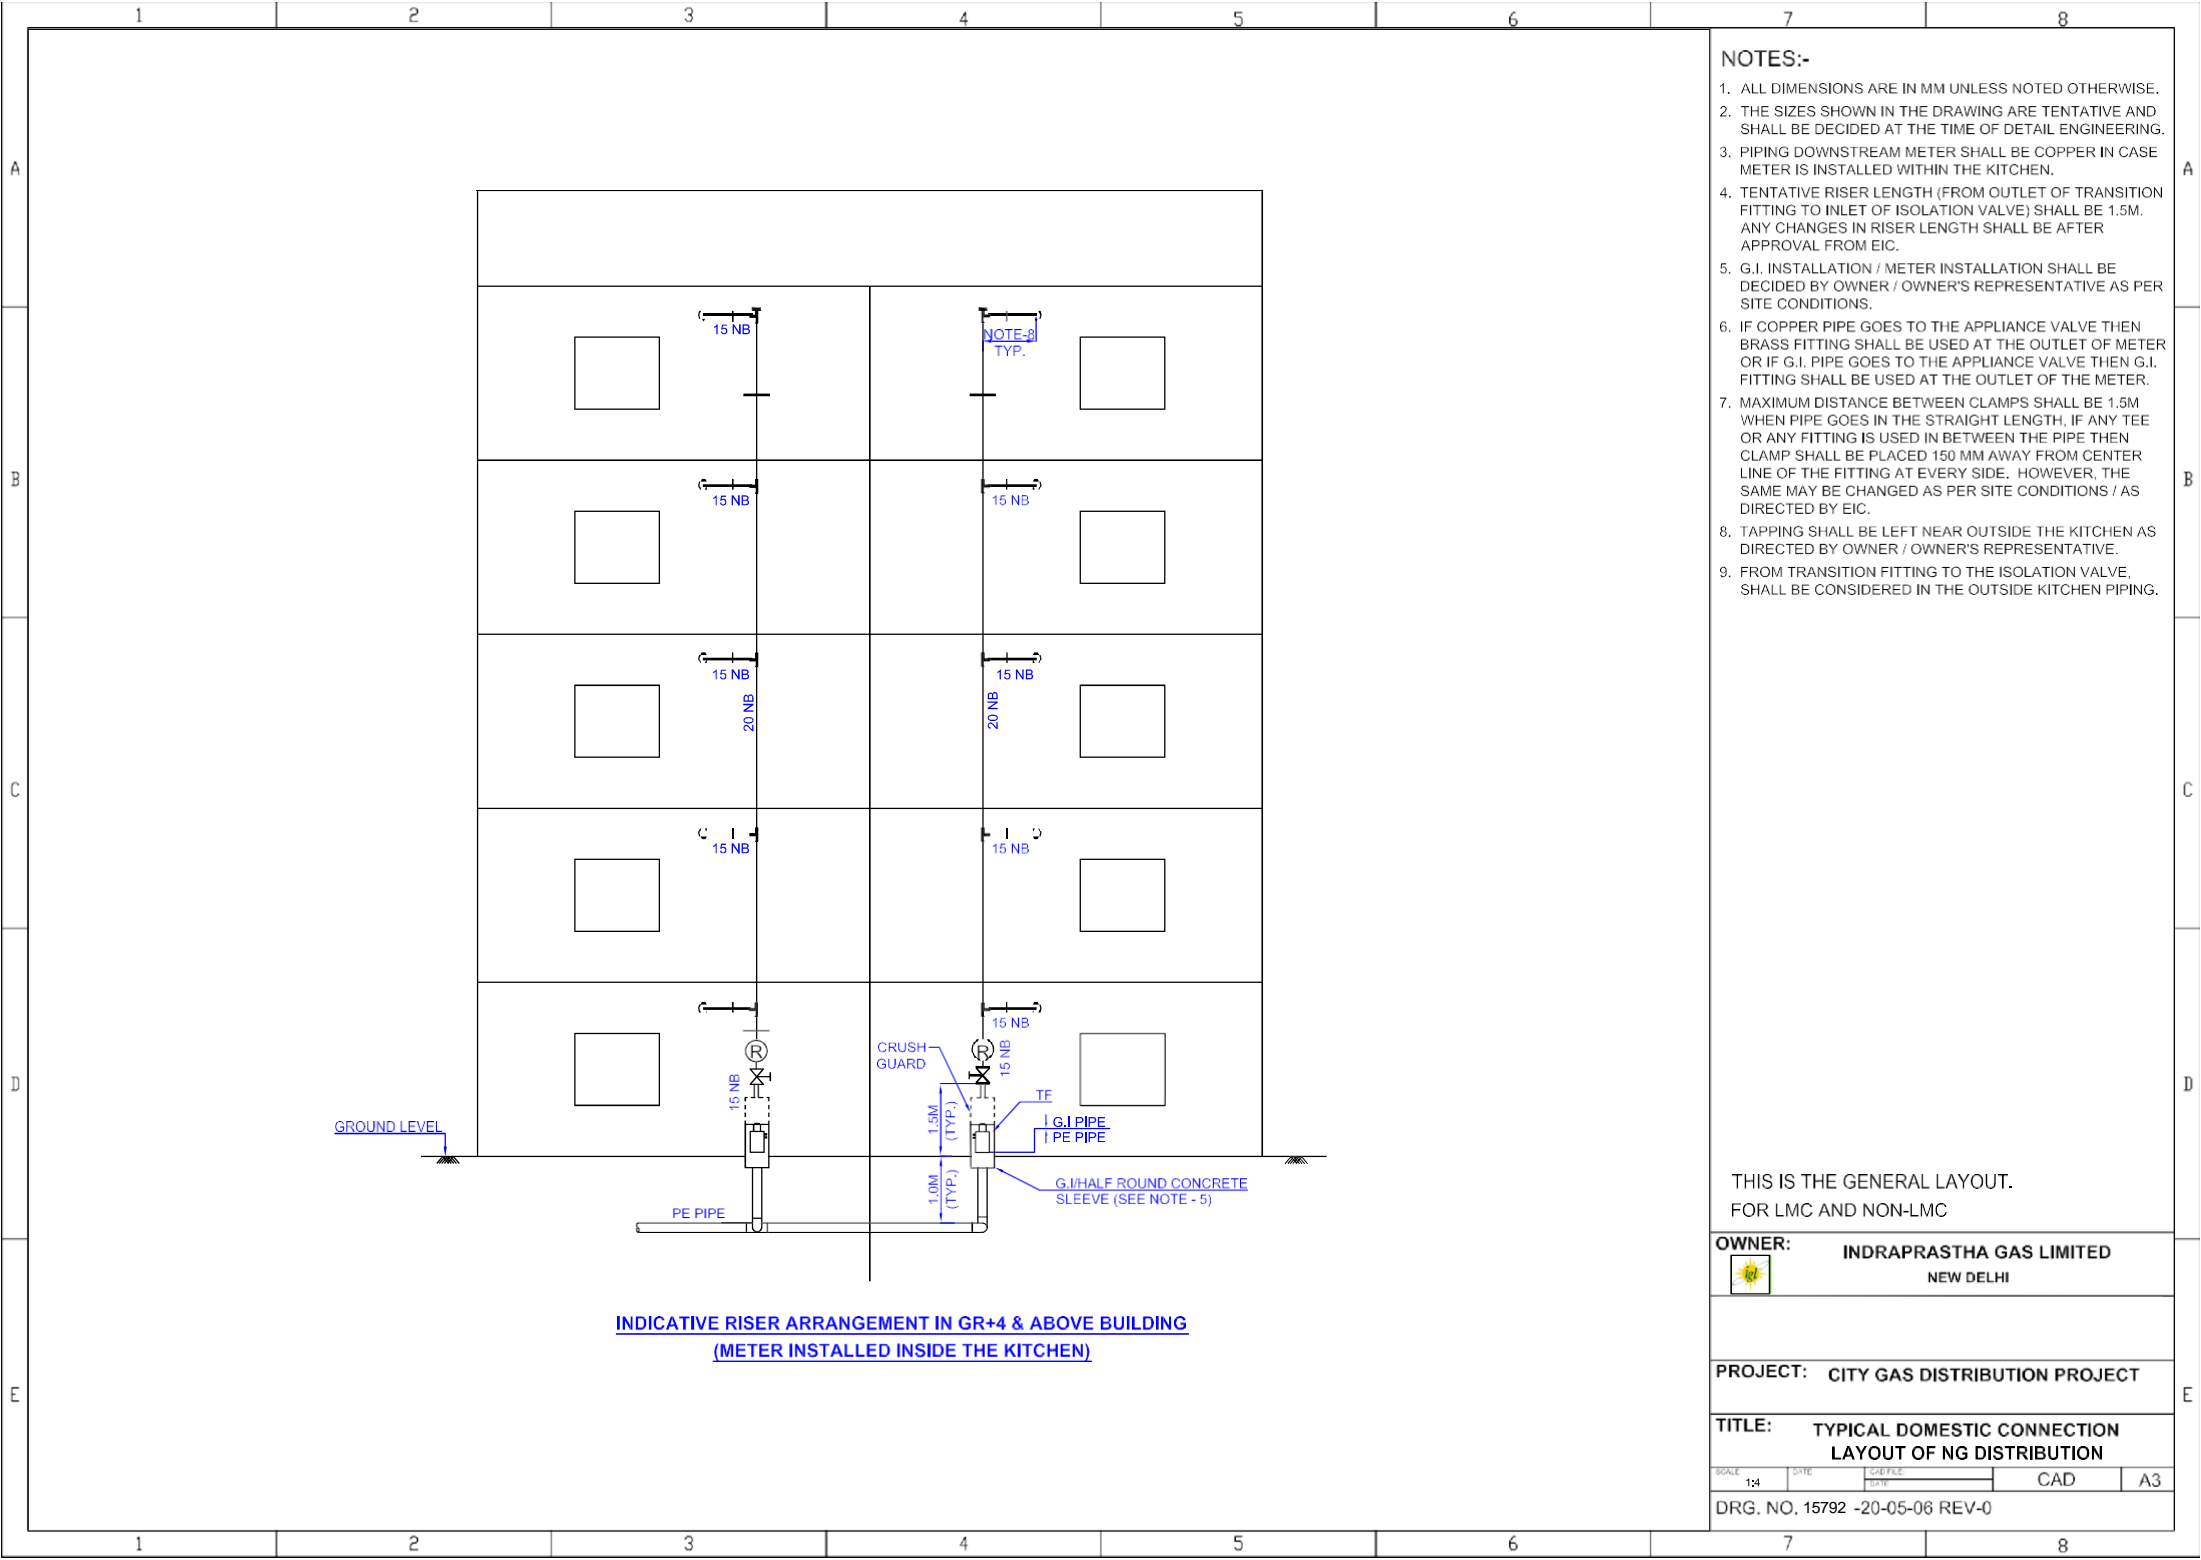 1 2 3 4 5 6 7 8
A
B
C
D
E
A
B
C
D
E
15 NB
NOTE-8
TYP.
15 NB
15 NB
15 NB
15 NB
20 NB
20 NB
15 NB
15 NB
15 NB
CRUSH
GUARD
15 NB
R
R
15 NB
TF
1.5M
(TYP.)
G.I PIPE
PE PIPE
GROUND LEVEL
1.0M
(TYP.)
G.I/HALF ROUND CONCRETE
SLEEVE (SEE NOTE - 5)
PE PIPE
INDICATIVE RISER ARRANGEMENT IN GR+4 & ABOVE BUILDING
(METER INSTALLED INSIDE THE KITCHEN)
NOTES:-
1. ALL DIMENSIONS ARE IN MM UNLESS NOTED OTHERWISE.
2. THE SIZES SHOWN IN THE DRAWING ARE TENTATIVE AND
SHALL BE DECIDED AT THE TIME OF DETAIL ENGINEERING.
3. PIPING DOWNSTREAM METER SHALL BE COPPER IN CASE
METER IS INSTALLED WITHIN THE KITCHEN.
4. TENTATIVE RISER LENGTH (FROM OUTLET OF TRANSITION
FITTING TO INLET OF ISOLATION VALVE) SHALL BE 1.5M.
ANY CHANGES IN RISER LENGTH SHALL BE AFTER
APPROVAL FROM EIC.
5. G.I. INSTALLATION / METER INSTALLATION SHALL BE
DECIDED BY OWNER / OWNER'S REPRESENTATIVE AS PER
SITE CONDITIONS.
6. IF COPPER PIPE GOES TO THE APPLIANCE VALVE THEN
BRASS FITTING SHALL BE USED AT THE OUTLET OF METER
OR IF G.I. PIPE GOES TO THE APPLIANCE VALVE THEN G.I.
FITTING SHALL BE USED AT THE OUTLET OF THE METER.
7. MAXIMUM DISTANCE BETWEEN CLAMPS SHALL BE 1.5M
WHEN PIPE GOES IN THE STRAIGHT LENGTH, IF ANY TEE
OR ANY FITTING IS USED IN BETWEEN THE PIPE THEN
CLAMP SHALL BE PLACED 150 MM AWAY FROM CENTER
LINE OF THE FITTING AT EVERY SIDE. HOWEVER, THE
SAME MAY BE CHANGED AS PER SITE CONDITIONS / AS
DIRECTED BY EIC.
8. TAPPING SHALL BE LEFT NEAR OUTSIDE THE KITCHEN AS
DIRECTED BY OWNER / OWNER'S REPRESENTATIVE.
9. FROM TRANSITION FITTING TO THE ISOLATION VALVE,
SHALL BE CONSIDERED IN THE OUTSIDE KITCHEN PIPING.
THIS IS THE GENERAL LAYOUT.
FOR LMC AND NON-LMC
OWNER: INDRAPRASTHA GAS LIMITED
NEW DELHI
igl
PROJECT: CITY GAS DISTRIBUTION PROJECT
TITLE: TYPICAL DOMESTIC CONNECTION
LAYOUT OF NG DISTRIBUTION
SCALE 1:4 DATE CAD FILE: DATE CAD A3
DRG. NO. 15792 -20-05-06 REV-0
1 2 3 4 5 6 7 8